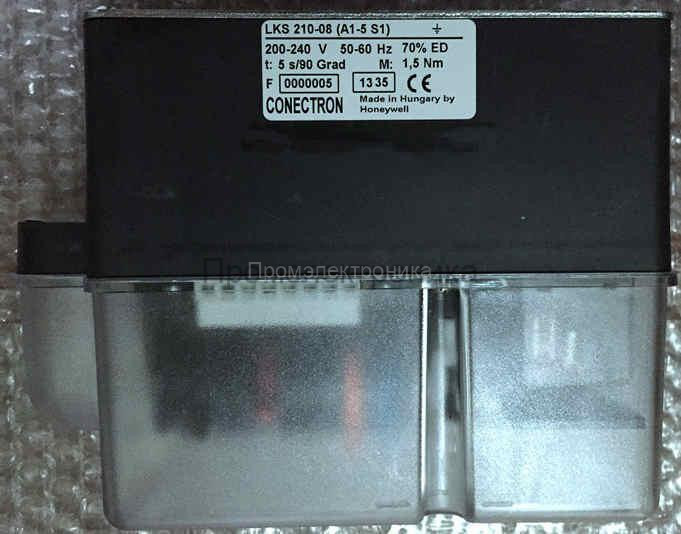 LKS 210-08 (A1-5 S1)
200-240 V 50-60 Hz 70% ED
t: 5 s/90 Grad M: 1,5 Nm
F 0000005 13 35 CE
CONECTRON Made in Hungary by
Honeywell
Промэлектроника